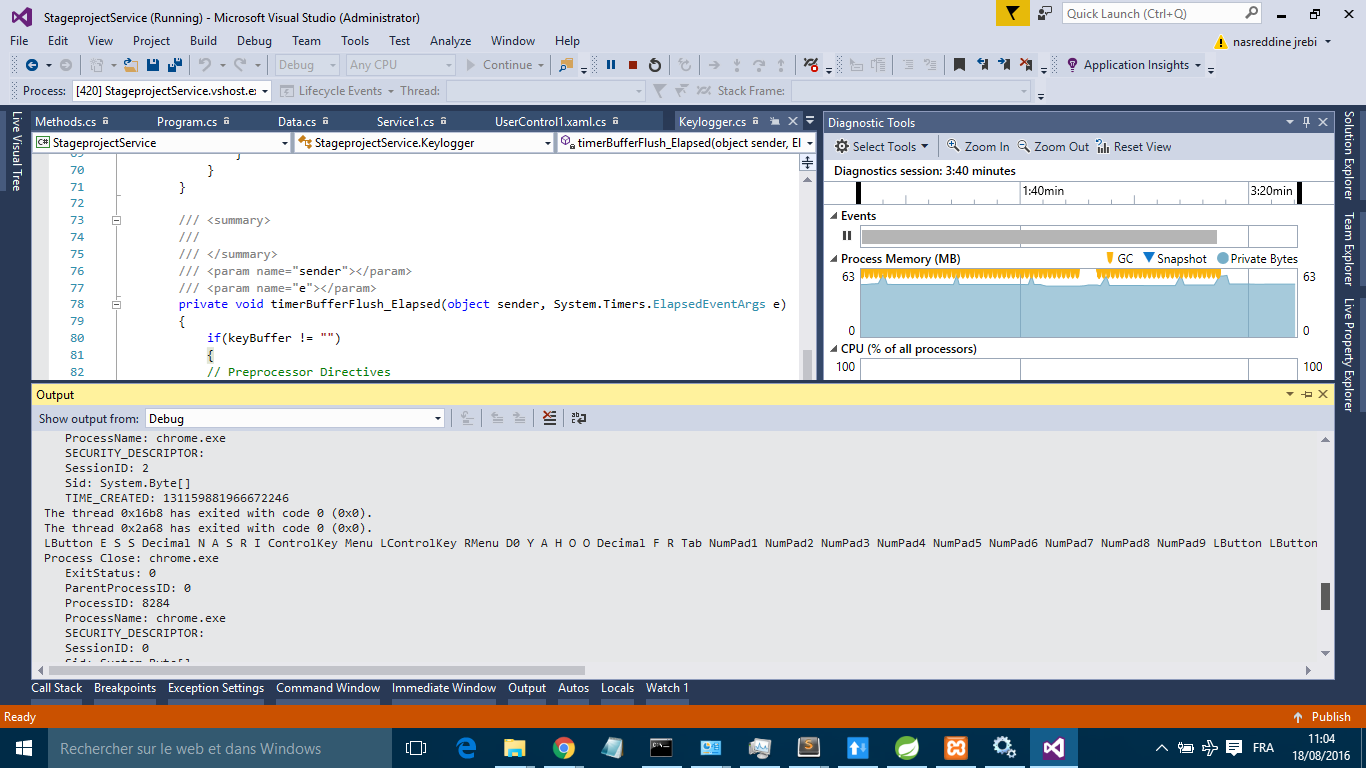 StageprojectService (Running) - Microsoft Visual Studio (Administrator)
Quick Launch (Ctrl+Q)
File Edit View Project Build Debug Team Tools Test Analyze Window Help
nasreddine jrebi
Debug Any CPU Continue Application Insights
Process: [420] StageprojectService.vshost.ex Lifecycle Events Thread: Stack Frame:
Live Visual Tree
Methods.cs Program.cs Data.cs Service1.cs UserControl1.xaml.cs Keylogger.cs
StageprojectService StageprojectService.Keylogger timerBufferFlush_Elapsed(object sender, El
69 }
70 }
71 }
72
73 /// <summary>
74 ///
75 /// </summary>
76 /// <param name="sender"></param>
77 /// <param name="e"></param>
78 private void timerBufferFlush_Elapsed(object sender, System.Timers.ElapsedEventArgs e)
79 {
80 if(keyBuffer != "")
81 {
82 // Preprocessor Directives
Diagnostic Tools
Select Tools Zoom In Zoom Out Reset View
Diagnostics session: 3:40 minutes
1:40min 3:20min
Events
Process Memory (MB) GC Snapshot Private Bytes
63 63
0 0
CPU (% of all processors)
100 100
Solution Explorer
Team Explorer
Live Property Explorer
Output
Show output from: Debug
ProcessName: chrome.exe
SECURITY_DESCRIPTOR:
SessionID: 2
Sid: System.Byte[]
TIME_CREATED: 131159881966672246
The thread 0x16b8 has exited with code 0 (0x0).
The thread 0x2a68 has exited with code 0 (0x0).
LButton E S S Decimal N A S R I ControlKey Menu LControlKey RMenu D0 Y A H O O Decimal F R Tab NumPad1 NumPad2 NumPad3 NumPad4 NumPad5 NumPad6 NumPad7 NumPad8 NumPad9 LButton LButton
Process Close: chrome.exe
ExitStatus: 0
ParentProcessID: 0
ProcessID: 8284
ProcessName: chrome.exe
SECURITY_DESCRIPTOR:
SessionID: 0
Sid: System.Byte[]
Call Stack Breakpoints Exception Settings Command Window Immediate Window Output Autos Locals Watch 1
Ready
Publish
Rechercher sur le web et dans Windows
FRA
11:04
18/08/2016